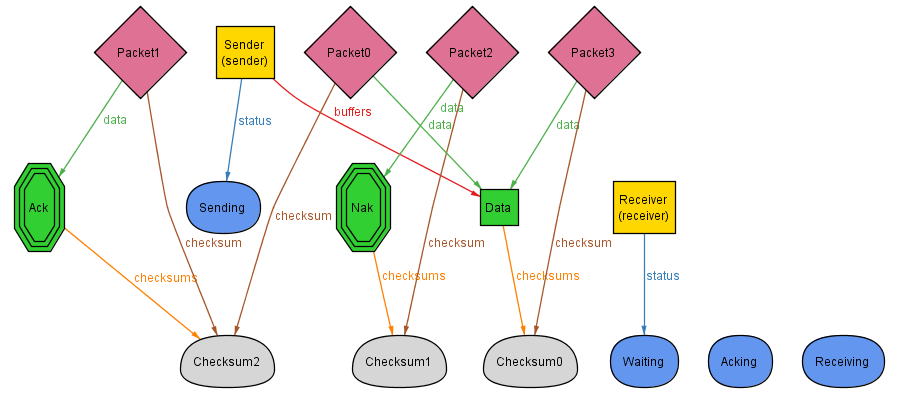 Packet1
Sender
(sender)
Packet0
Packet2
Packet3
data
status
buffers
data
data
data
Ack
Sending
Nak
Data
Receiver
(receiver)
checksum
checksum
checksum
checksum
checksums
checksums
checksums
status
Checksum2
Checksum1
Checksum0
Waiting
Acking
Receiving